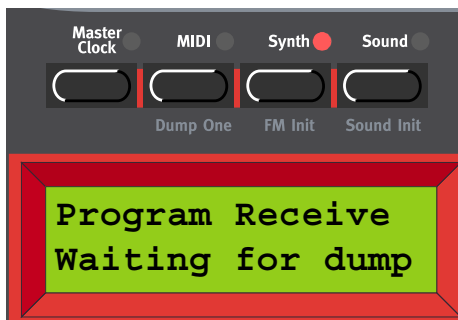 Master Clock MIDI Synth Sound
Dump One FM Init Sound Init
Program Receive
Waiting for dump